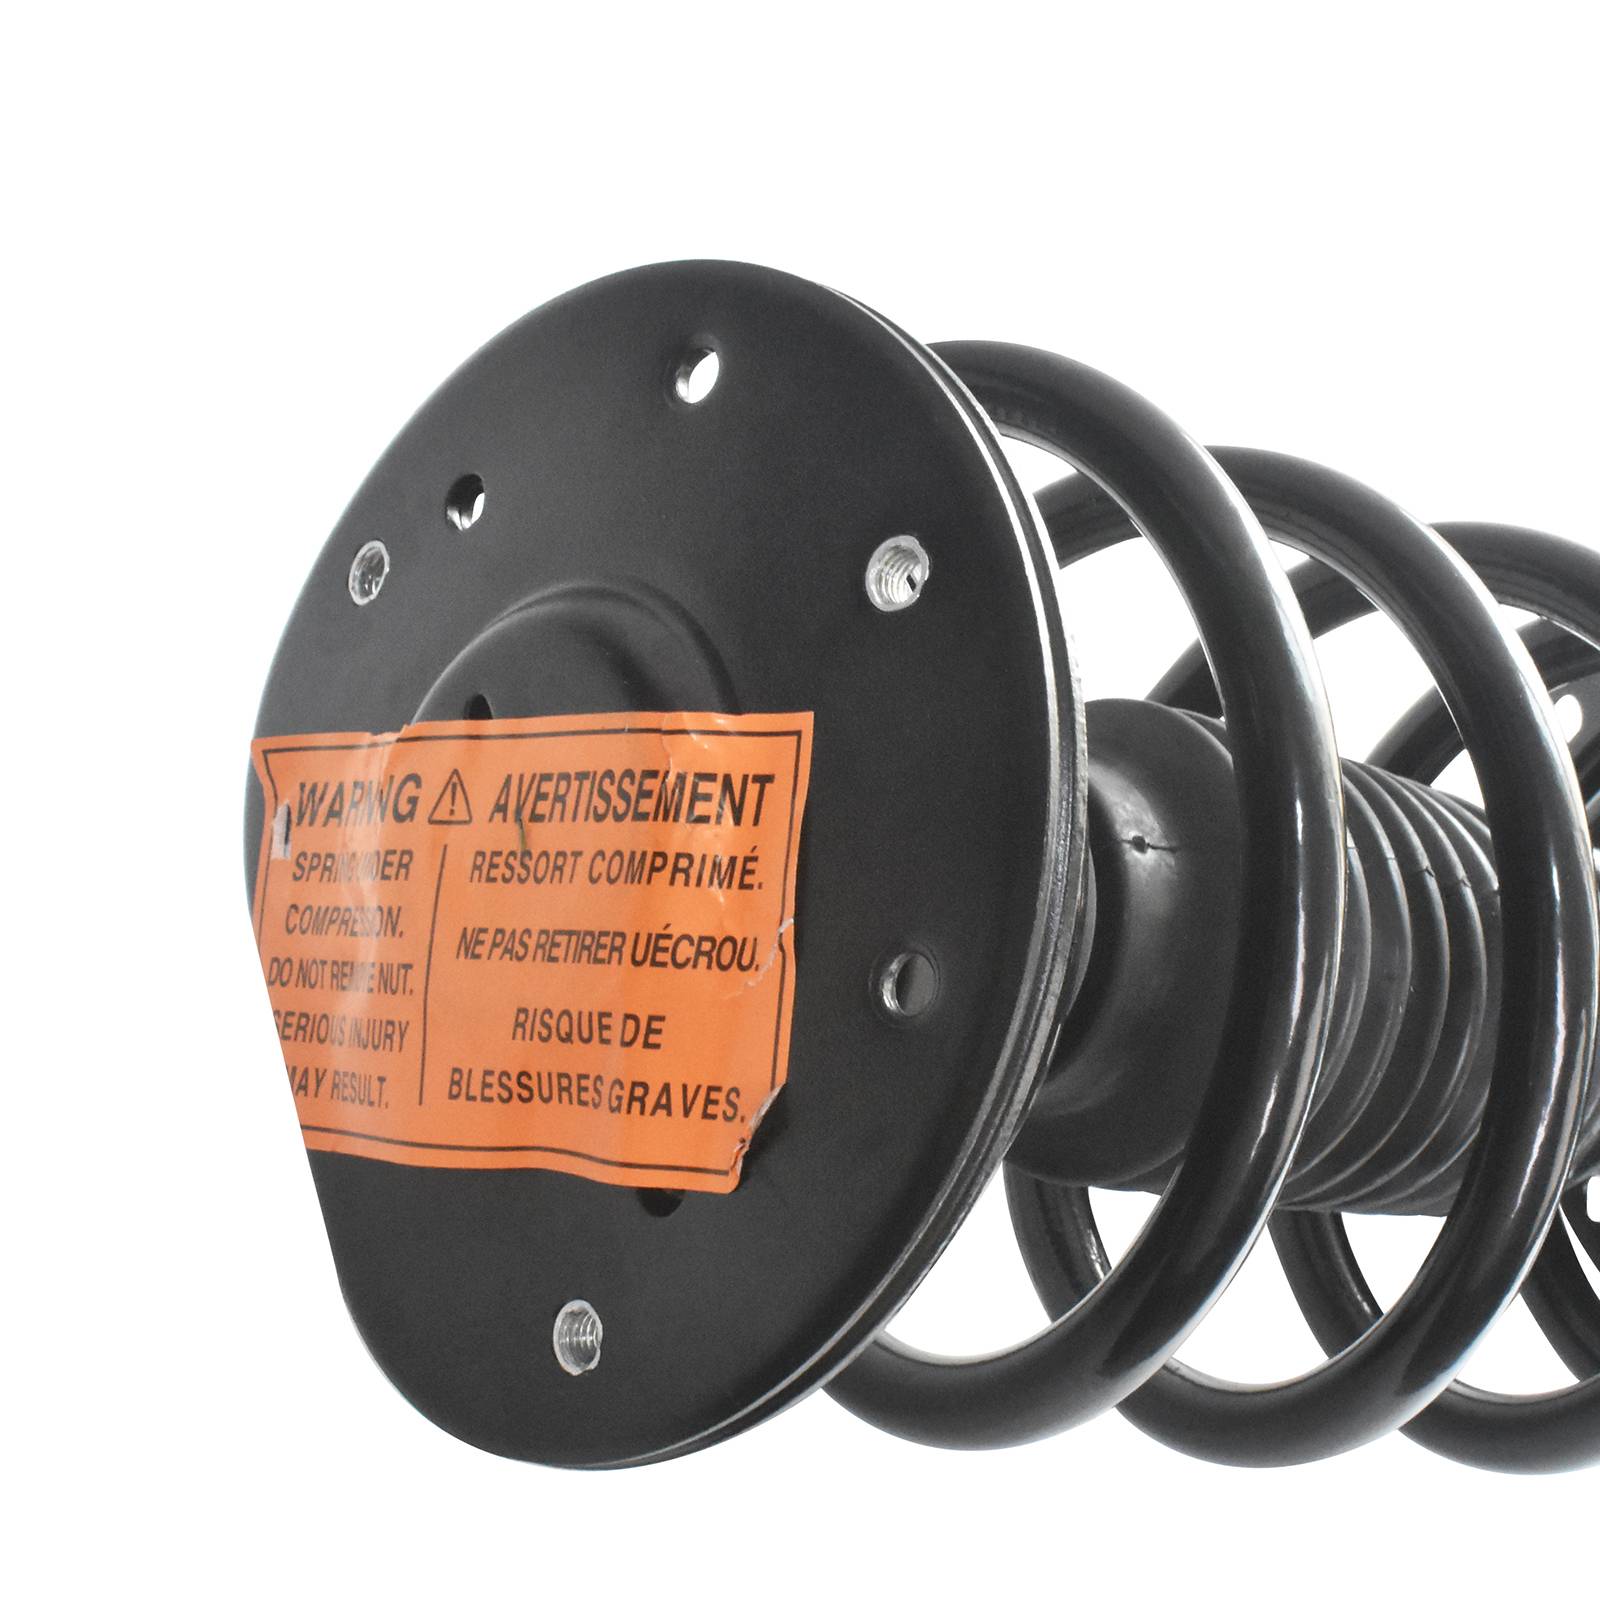 WARNING ⚠ AVERTISSEMENT
SPRING UNDER
COMPRESSION.
DO NOT REMOVE NUT.
SERIOUS INJURY
MAY RESULT.
RESSORT COMPRIMÉ.
NE PAS RETIRER UÉCROU.
RISQUE DE
BLESSURES GRAVES.